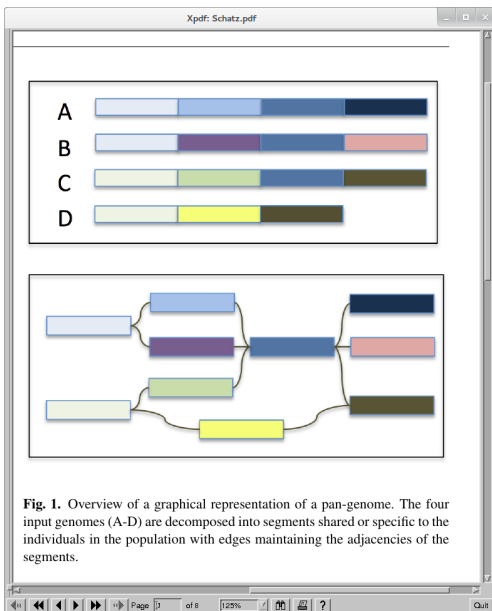 Xpdf: Schatz.pdf
A
B
C
D
Fig. 1. Overview of a graphical representation of a pan-genome. The four
input genomes (A-D) are decomposed into segments shared or specific to the
individuals in the population with edges maintaining the adjacencies of the
segments.
Page of 8 125% ? Quit